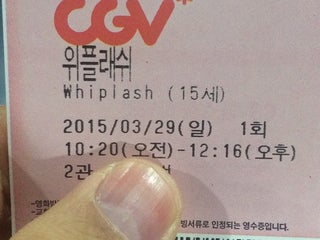 CGV
위플래쉬
Whiplash (15세)
2015/03/29(일) 1회
10:20(오전)-12:16(오후)
2관
-영화
빙서류로 인정되는 영수증입니다.